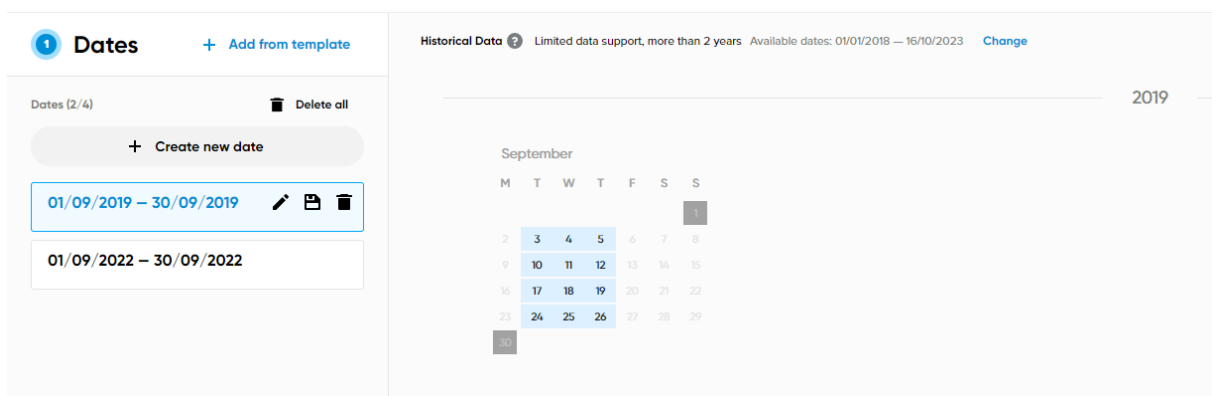 1 Dates + Add from template
Dates (2/4) Delete all
+ Create new date
01/09/2019 – 30/09/2019
01/09/2022 – 30/09/2022
Historical Data ? Limited data support, more than 2 years Available dates: 01/01/2018 — 16/10/2023 Change
2019
September
M T W T F S S
1
2 3 4 5 6 7 8
9 10 11 12 13 14 15
16 17 18 19 20 21 22
23 24 25 26 27 28 29
30